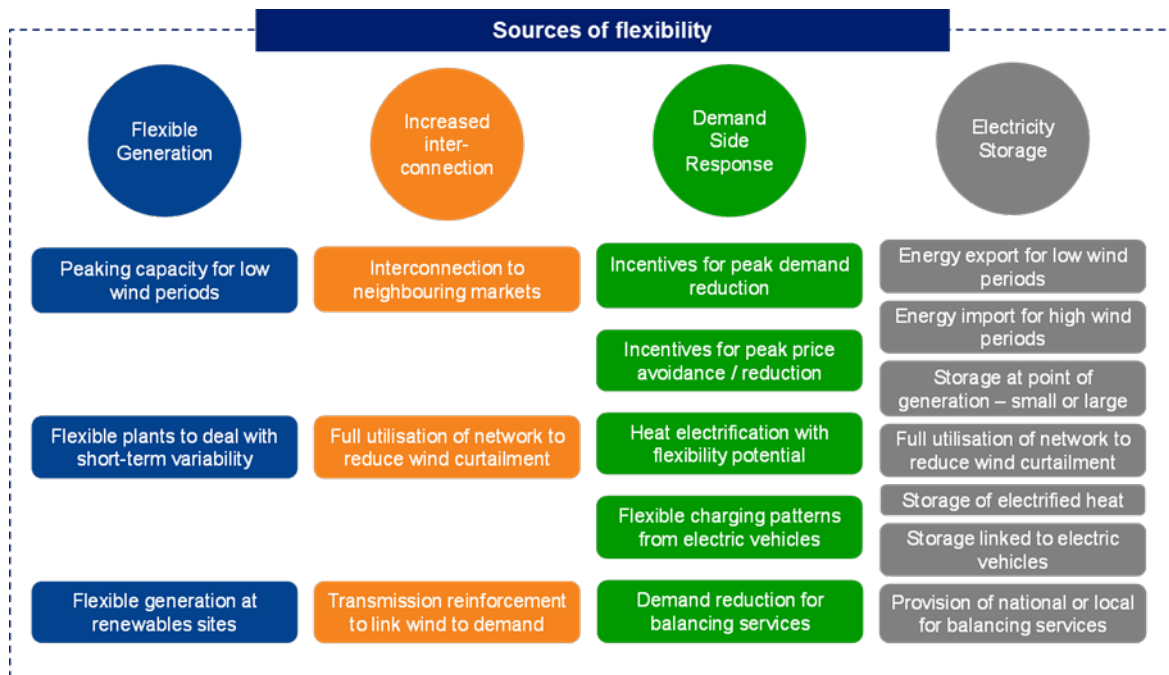 Sources of flexibility
Flexible
Generation
Increased
inter-
connection
Demand
Side
Response
Electricity
Storage
Peaking capacity for low
wind periods
Flexible plants to deal with
short-term variability
Flexible generation at
renewables sites
Interconnection to
neighbouring markets
Full utilisation of network to
reduce wind curtailment
Transmission reinforcement
to link wind to demand
Incentives for peak demand
reduction
Incentives for peak price
avoidance / reduction
Heat electrification with
flexibility potential
Flexible charging patterns
from electric vehicles
Demand reduction for
balancing services
Energy export for low wind
periods
Energy import for high wind
periods
Storage at point of
generation – small or large
Full utilisation of network to
reduce wind curtailment
Storage of electrified heat
Storage linked to electric
vehicles
Provision of national or local
for balancing services